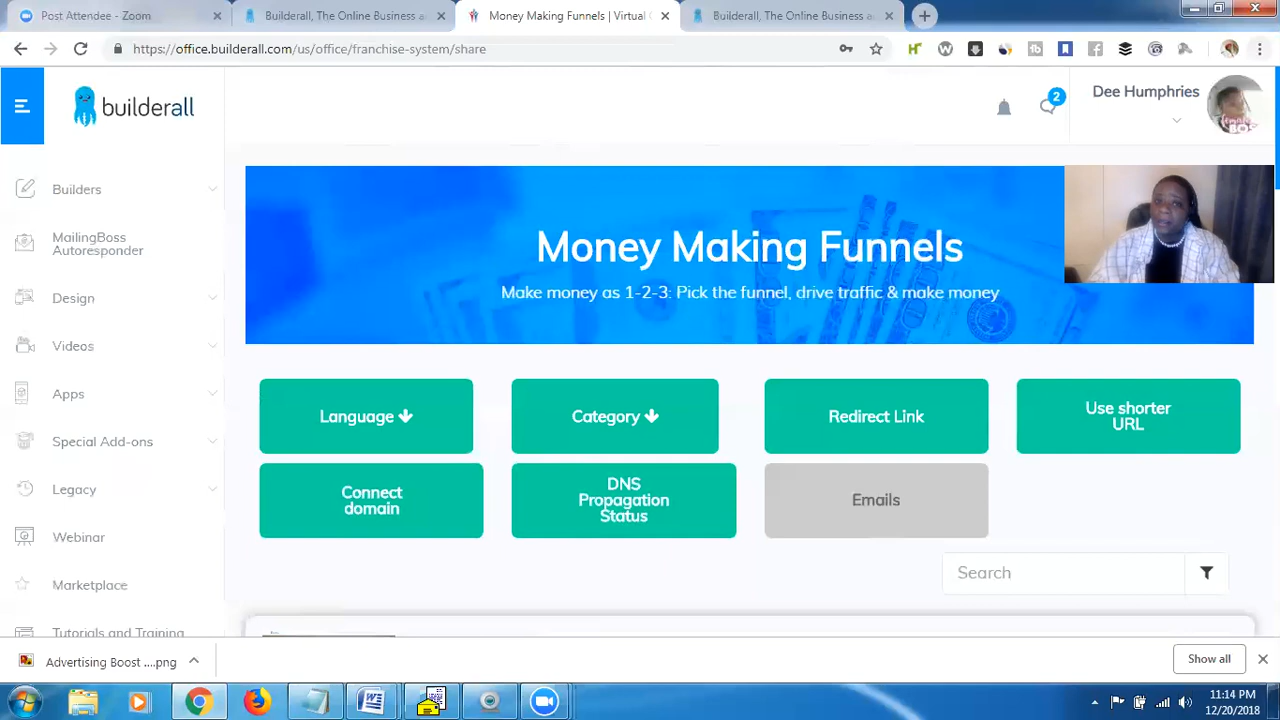 Post Attendee - Zoom
Builderall, The Online Business a
Money Making Funnels | Virtual
Builderall, The Online Business a
https://office.builderall.com/us/office/franchise-system/share
builderall
2
Dee Humphries
Builders
MailingBoss
Autoresponder
Design
Videos
Apps
Special Add-ons
Legacy
Webinar
Marketplace
Tutorials and Training
Money Making Funnels
Make money as 1-2-3: Pick the funnel, drive traffic & make money
Language
Category
Redirect Link
Use shorter
URL
Connect
domain
DNS
Propagation
Status
Emails
Search
Advertising Boost ....png
Show all
11:14 PM
12/20/2018